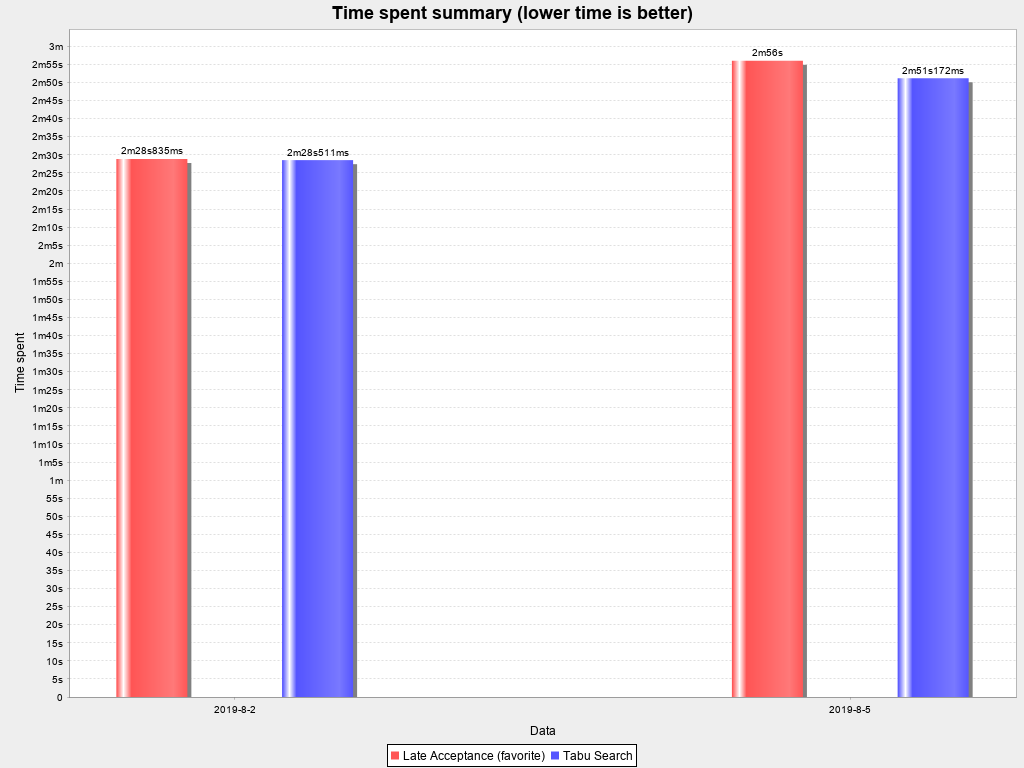 Time spent summary (lower time is better)
3m
2m55s
2m50s
2m45s
2m40s
2m35s
2m30s
2m25s
2m20s
2m15s
2m10s
2m5s
2m
1m55s
1m50s
1m45s
1m40s
1m35s
1m30s
1m25s
1m20s
1m15s
1m10s
1m5s
1m
55s
50s
45s
40s
35s
30s
25s
20s
15s
10s
5s
0
Time spent
2m28s835ms
2m28s511ms
2m56s
2m51s172ms
2019-8-2
2019-8-5
Data
Late Acceptance (favorite) Tabu Search